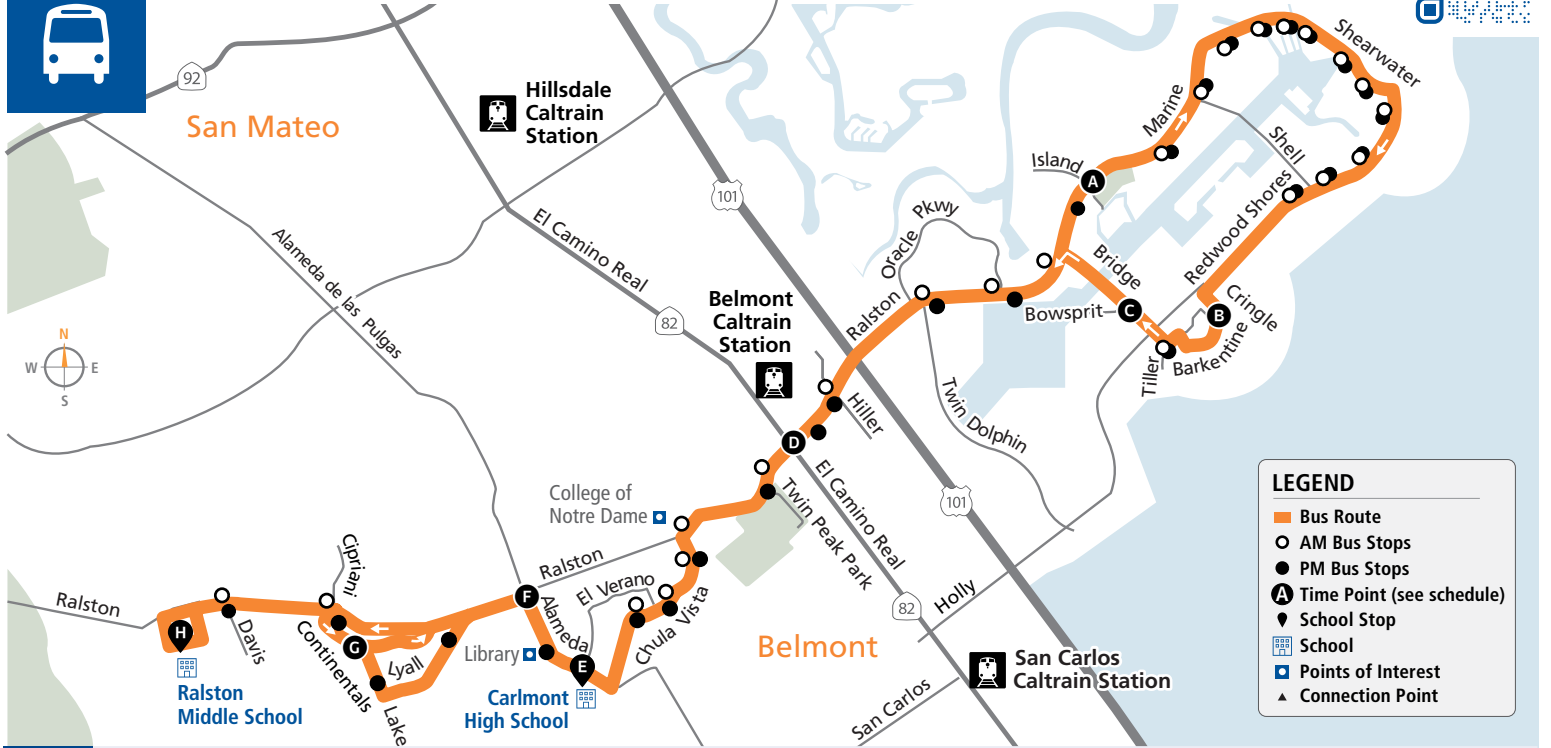 92
San Mateo
Hillsdale
Caltrain
Station
101
El Camino Real
Alameda de las Pulgas
82
Belmont
Caltrain
Station
N
W
E
S
Shearwater
Marine
Shell
Island
A
Redwood Shores
Oracle Pkwy
Bridge
Bowsprit
C
B
Cringle
Barkentine
Tiller
Ralston
Twin Dolphin
Hiller
D
El Camino Real
Twin Peak Park
101
College of
Notre Dame
Ralston
El Verano
Chula Vista
F
Alameda
Library
E
Carlmont
High School
Cipriani
Ralston
H
Davis
Continentals
G
Lyall
Lake
Ralston
Middle School
Belmont
82
Holly
San Carlos
San Carlos
Caltrain Station
LEGEND
Bus Route
AM Bus Stops
PM Bus Stops
A Time Point (see schedule)
School Stop
School
Points of Interest
Connection Point